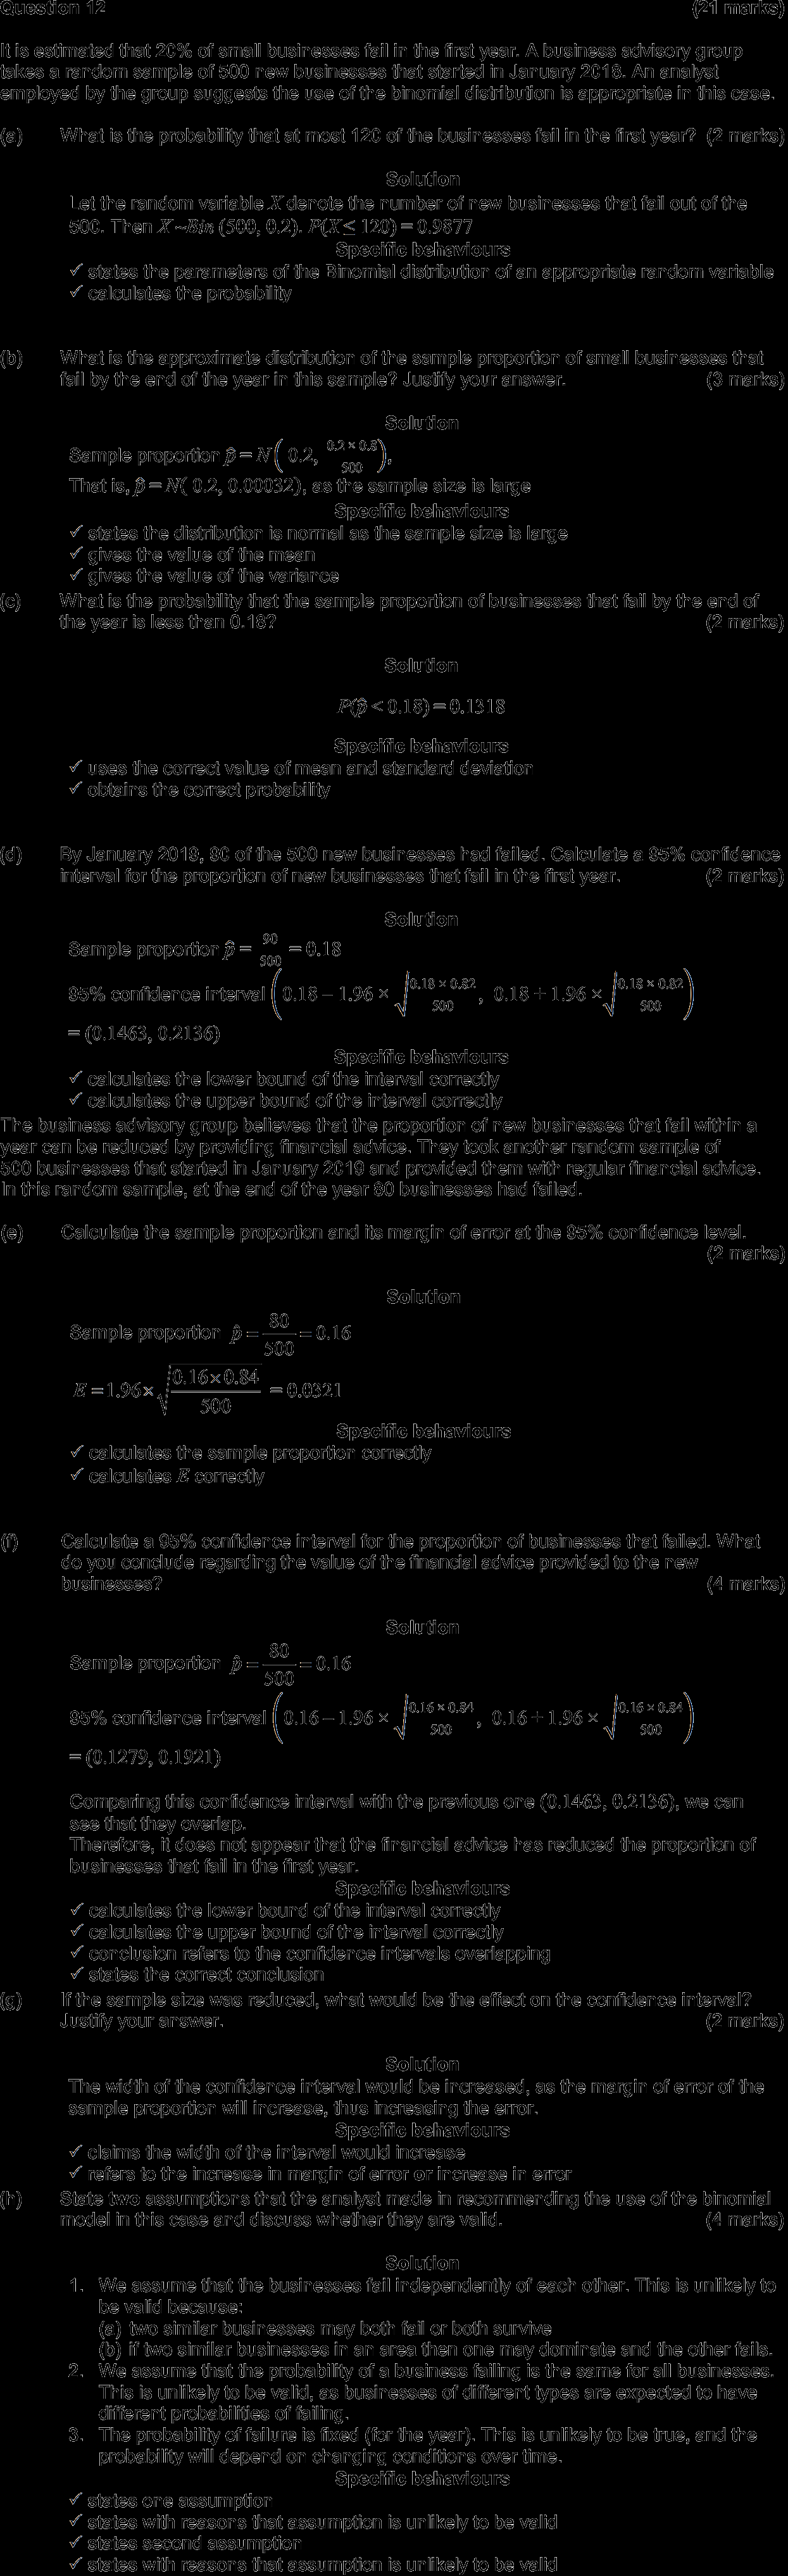 Question 12 (21 marks)
It is estimated that 20% of small businesses fail in the first year. A business advisory group
takes a random sample of 500 new businesses that started in January 2018. An analyst
employed by the group suggests the use of the binomial distribution is appropriate in this case.
(a) What is the probability that at most 120 of the businesses fail in the first year? (2 marks)
Solution
Let the random variable X denote the number of new businesses that fail out of the
500. Then X~Bin (500, 0.2). P(X ≤ 120) = 0.9877
Specific behaviours
✓ states the parameters of the Binomial distribution of an appropriate random variable
✓ calculates the probability
(b) What is the approximate distribution of the sample proportion of small businesses that
fail by the end of the year in this sample? Justify your answer. (3 marks)
Solution
Sample proportion p̂ = N( 0.2, (0.2 × 0.8)/500 ),
That is, p̂ = N( 0.2, 0.00032), as the sample size is large
Specific behaviours
✓ states the distribution is normal as the sample size is large
✓ gives the value of the mean
✓ gives the value of the variance
(c) What is the probability that the sample proportion of businesses that fail by the end of
the year is less than 0.18? (2 marks)
Solution
P(p̂ < 0.18) = 0.1318
Specific behaviours
✓ uses the correct value of mean and standard deviation
✓ obtains the correct probability
(d) By January 2019, 90 of the 500 new businesses had failed. Calculate a 95% confidence
interval for the proportion of new businesses that fail in the first year. (2 marks)
Solution
Sample proportion p̂ = 90/500 = 0.18
95% confidence interval (0.18 − 1.96 × √(0.18 × 0.82/500), 0.18 + 1.96 × √(0.18 × 0.82/500))
= (0.1463, 0.2136)
Specific behaviours
✓ calculates the lower bound of the interval correctly
✓ calculates the upper bound of the interval correctly
The business advisory group believes that the proportion of new businesses that fail within a
year can be reduced by providing financial advice. They took another random sample of
500 businesses that started in January 2019 and provided them with regular financial advice.
In this random sample, at the end of the year 80 businesses had failed.
(e) Calculate the sample proportion and its margin of error at the 95% confidence level.
(2 marks)
Solution
Sample proportion p̂ = 80/500 = 0.16
E = 1.96 × √(0.16×0.84/500) = 0.0321
Specific behaviours
✓ calculates the sample proportion correctly
✓ calculates E correctly
(f) Calculate a 95% confidence interval for the proportion of businesses that failed. What
do you conclude regarding the value of the financial advice provided to the new
businesses? (4 marks)
Solution
Sample proportion p̂ = 80/500 = 0.16
95% confidence interval (0.16 − 1.96 × √(0.16 × 0.84/500), 0.16 + 1.96 × √(0.16 × 0.84/500))
= (0.1279, 0.1921)
Comparing this confidence interval with the previous one (0.1463, 0.2136), we can
see that they overlap.
Therefore, it does not appear that the financial advice has reduced the proportion of
businesses that fail in the first year.
Specific behaviours
✓ calculates the lower bound of the interval correctly
✓ calculates the upper bound of the interval correctly
✓ conclusion refers to the confidence intervals overlapping
✓ states the correct conclusion
(g) If the sample size was reduced, what would be the effect on the confidence interval?
Justify your answer. (2 marks)
Solution
The width of the confidence interval would be increased, as the margin of error of the
sample proportion will increase, thus increasing the error.
Specific behaviours
✓ claims the width of the interval would increase
✓ refers to the increase in margin of error or increase in error
(h) State two assumptions that the analyst made in recommending the use of the binomial
model in this case and discuss whether they are valid. (4 marks)
Solution
1. We assume that the businesses fail independently of each other. This is unlikely to
be valid because:
(a) two similar businesses may both fail or both survive
(b) if two similar businesses in an area then one may dominate and the other fails.
2. We assume that the probability of a business failing is the same for all businesses.
This is unlikely to be valid, as businesses of different types are expected to have
different probabilities of failing.
3. The probability of failure is fixed (for the year). This is unlikely to be true, and the
probability will depend on changing conditions over time.
Specific behaviours
✓ states one assumption
✓ states with reasons that assumption is unlikely to be valid
✓ states second assumption
✓ states with reasons that assumption is unlikely to be valid